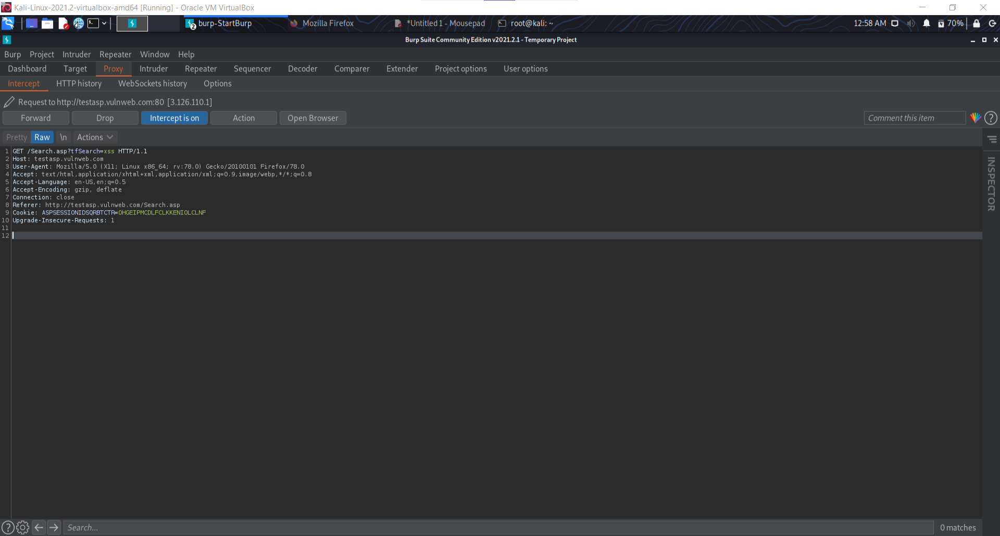 Kali-Linux-2021.2-virtualbox-amd64 [Running] - Oracle VM VirtualBox
2 burp-StartBurp Mozilla Firefox *Untitled 1 - Mousepad root@kali: ~ 12:58 AM 70%
Burp Suite Community Edition v2021.2.1 - Temporary Project
Burp Project Intruder Repeater Window Help
Dashboard Target Proxy Intruder Repeater Sequencer Decoder Comparer Extender Project options User options
Intercept HTTP history WebSockets history Options
Request to http://testasp.vulnweb.com:80 [3.126.110.1]
Forward Drop Intercept is on Action Open Browser Comment this item ?
Pretty Raw \n Actions
1 GET /Search.asp?tfSearch=xss HTTP/1.1
2 Host: testasp.vulnweb.com
3 User-Agent: Mozilla/5.0 (X11; Linux x86_64; rv:78.0) Gecko/20100101 Firefox/78.0
4 Accept: text/html,application/xhtml+xml,application/xml;q=0.9,image/webp,*/*;q=0.8
5 Accept-Language: en-US,en;q=0.5
6 Accept-Encoding: gzip, deflate
7 Connection: close
8 Referer: http://testasp.vulnweb.com/Search.asp
9 Cookie: ASPSESSIONIDSQRBTCTR=OHGEIPMCDLFCLKKENIOLCLNF
10 Upgrade-Insecure-Requests: 1
11
12
INSPECTOR
? Search... 0 matches